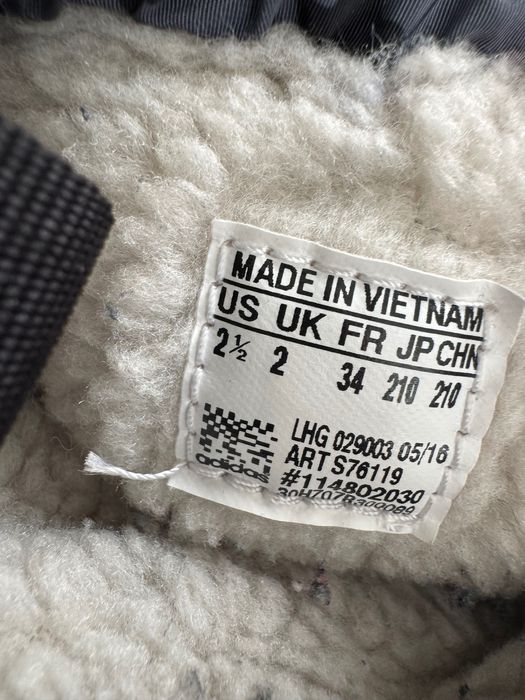 MADE IN VIETNAM
US UK FR JP CHN
2½ 2 34 210 210
LHG 029003 05/16
ART S76119
adidas #114802030